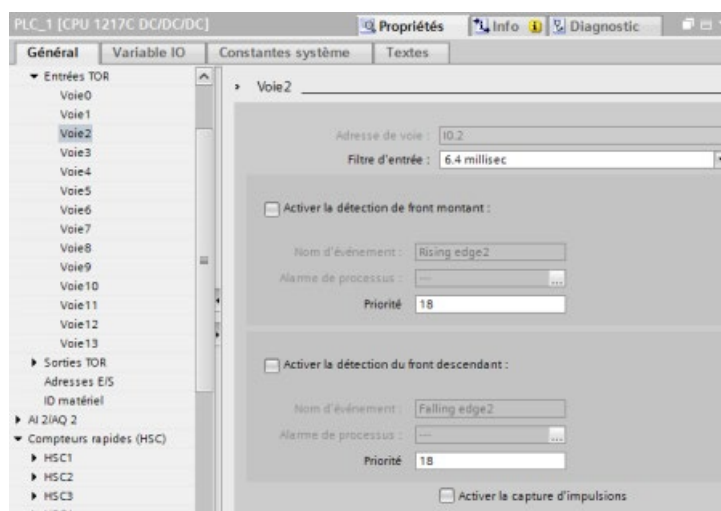 PLC_1 [CPU 1217C DC/DC/DC]
Propriétés
Info
Diagnostic
Général
Variable IO
Constantes système
Textes
Entrées TOR
Voie0
Voie1
Voie2
Voie3
Voie4
Voie5
Voie6
Voie7
Voie8
Voie9
Voie10
Voie11
Voie12
Voie13
Sorties TOR
Adresses E/S
ID matériel
AI 2/AQ 2
Compteurs rapides (HSC)
HSC1
HSC2
HSC3
Voie2
Adresse de voie : I0.2
Filtre d'entrée : 6.4 millisec
Activer la détection de front montant :
Nom d'événement : Rising edge2
Alarme de processus : ---
...
Priorité 18
Activer la détection du front descendant :
Nom d'événement : Falling edge2
Alarme de processus : ---
...
Priorité 18
Activer la capture d'impulsions